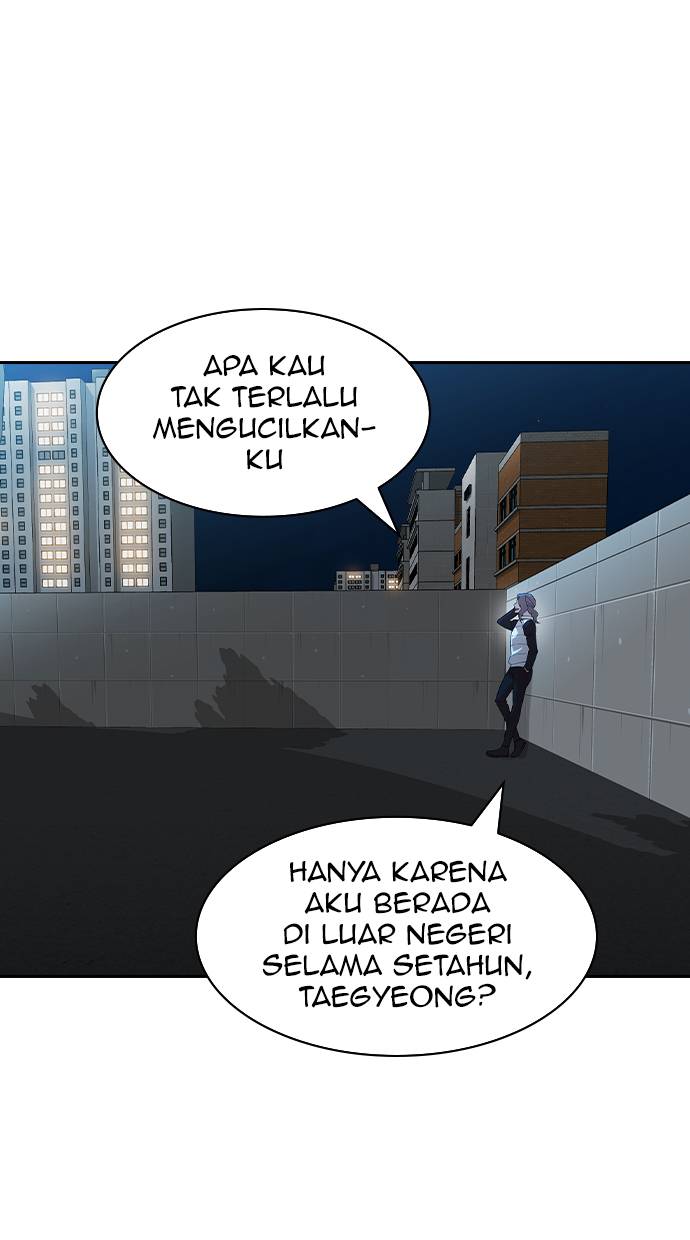 APA KAU
TAK TERLALU
MENGUCILKAN-
KU
HANYA KARENA
AKU BERADA
DI LUAR NEGERI
SELAMA SETAHUN,
TAEGYEONG?